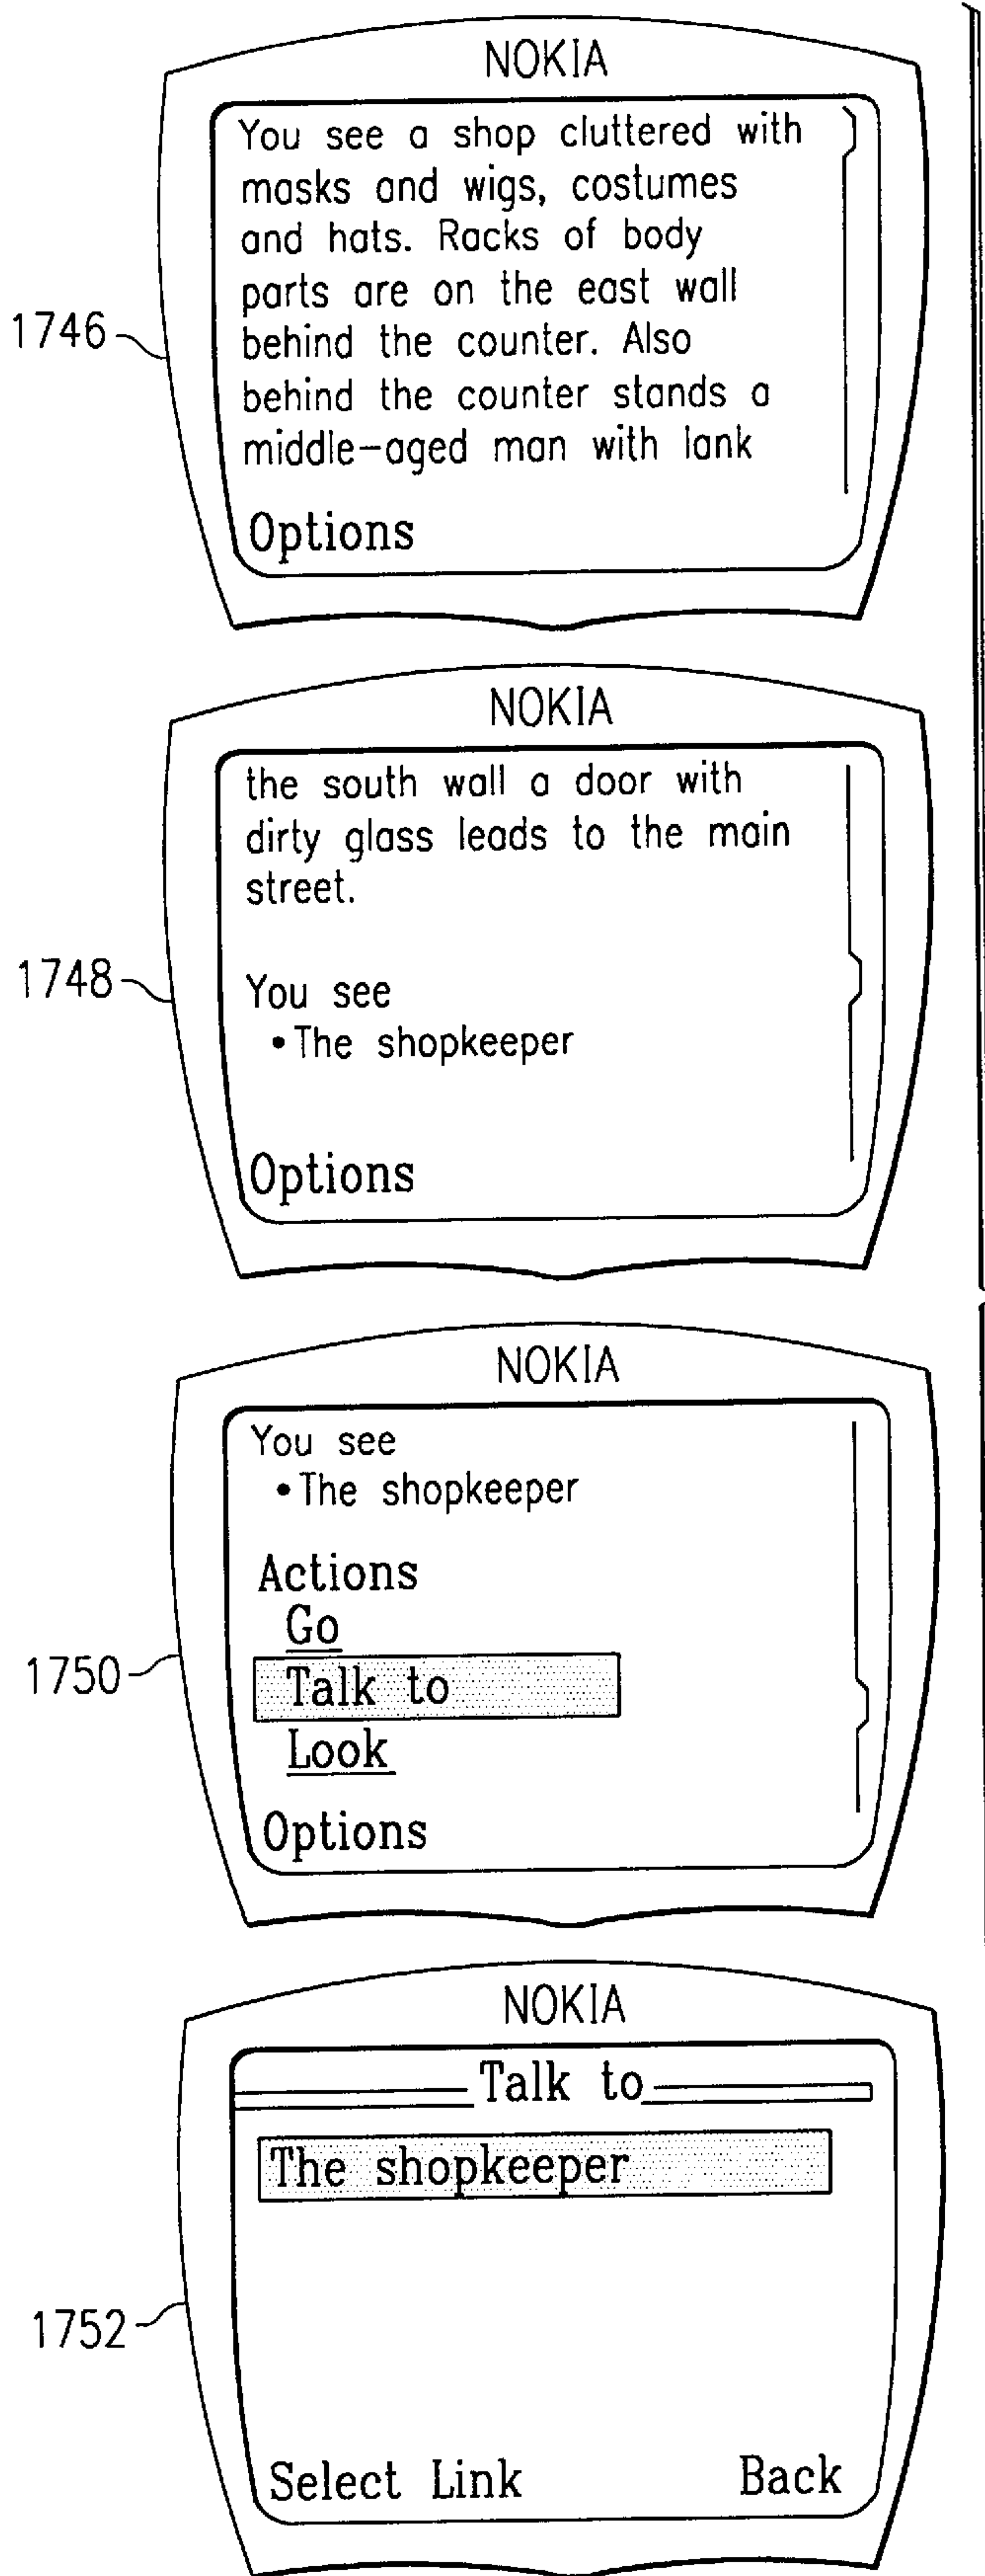 NOKIA
You see a shop cluttered with
masks and wigs, costumes
and hats. Racks of body
parts are on the east wall
behind the counter. Also
behind the counter stands a
middle-aged man with lank
Options
1746
NOKIA
the south wall a door with
dirty glass leads to the main
street.
You see
•The shopkeeper
Options
1748
NOKIA
You see
•The shopkeeper
Actions
Go
Talk to
Look
Options
1750
NOKIA
Talk to
The shopkeeper
Select Link Back
1752